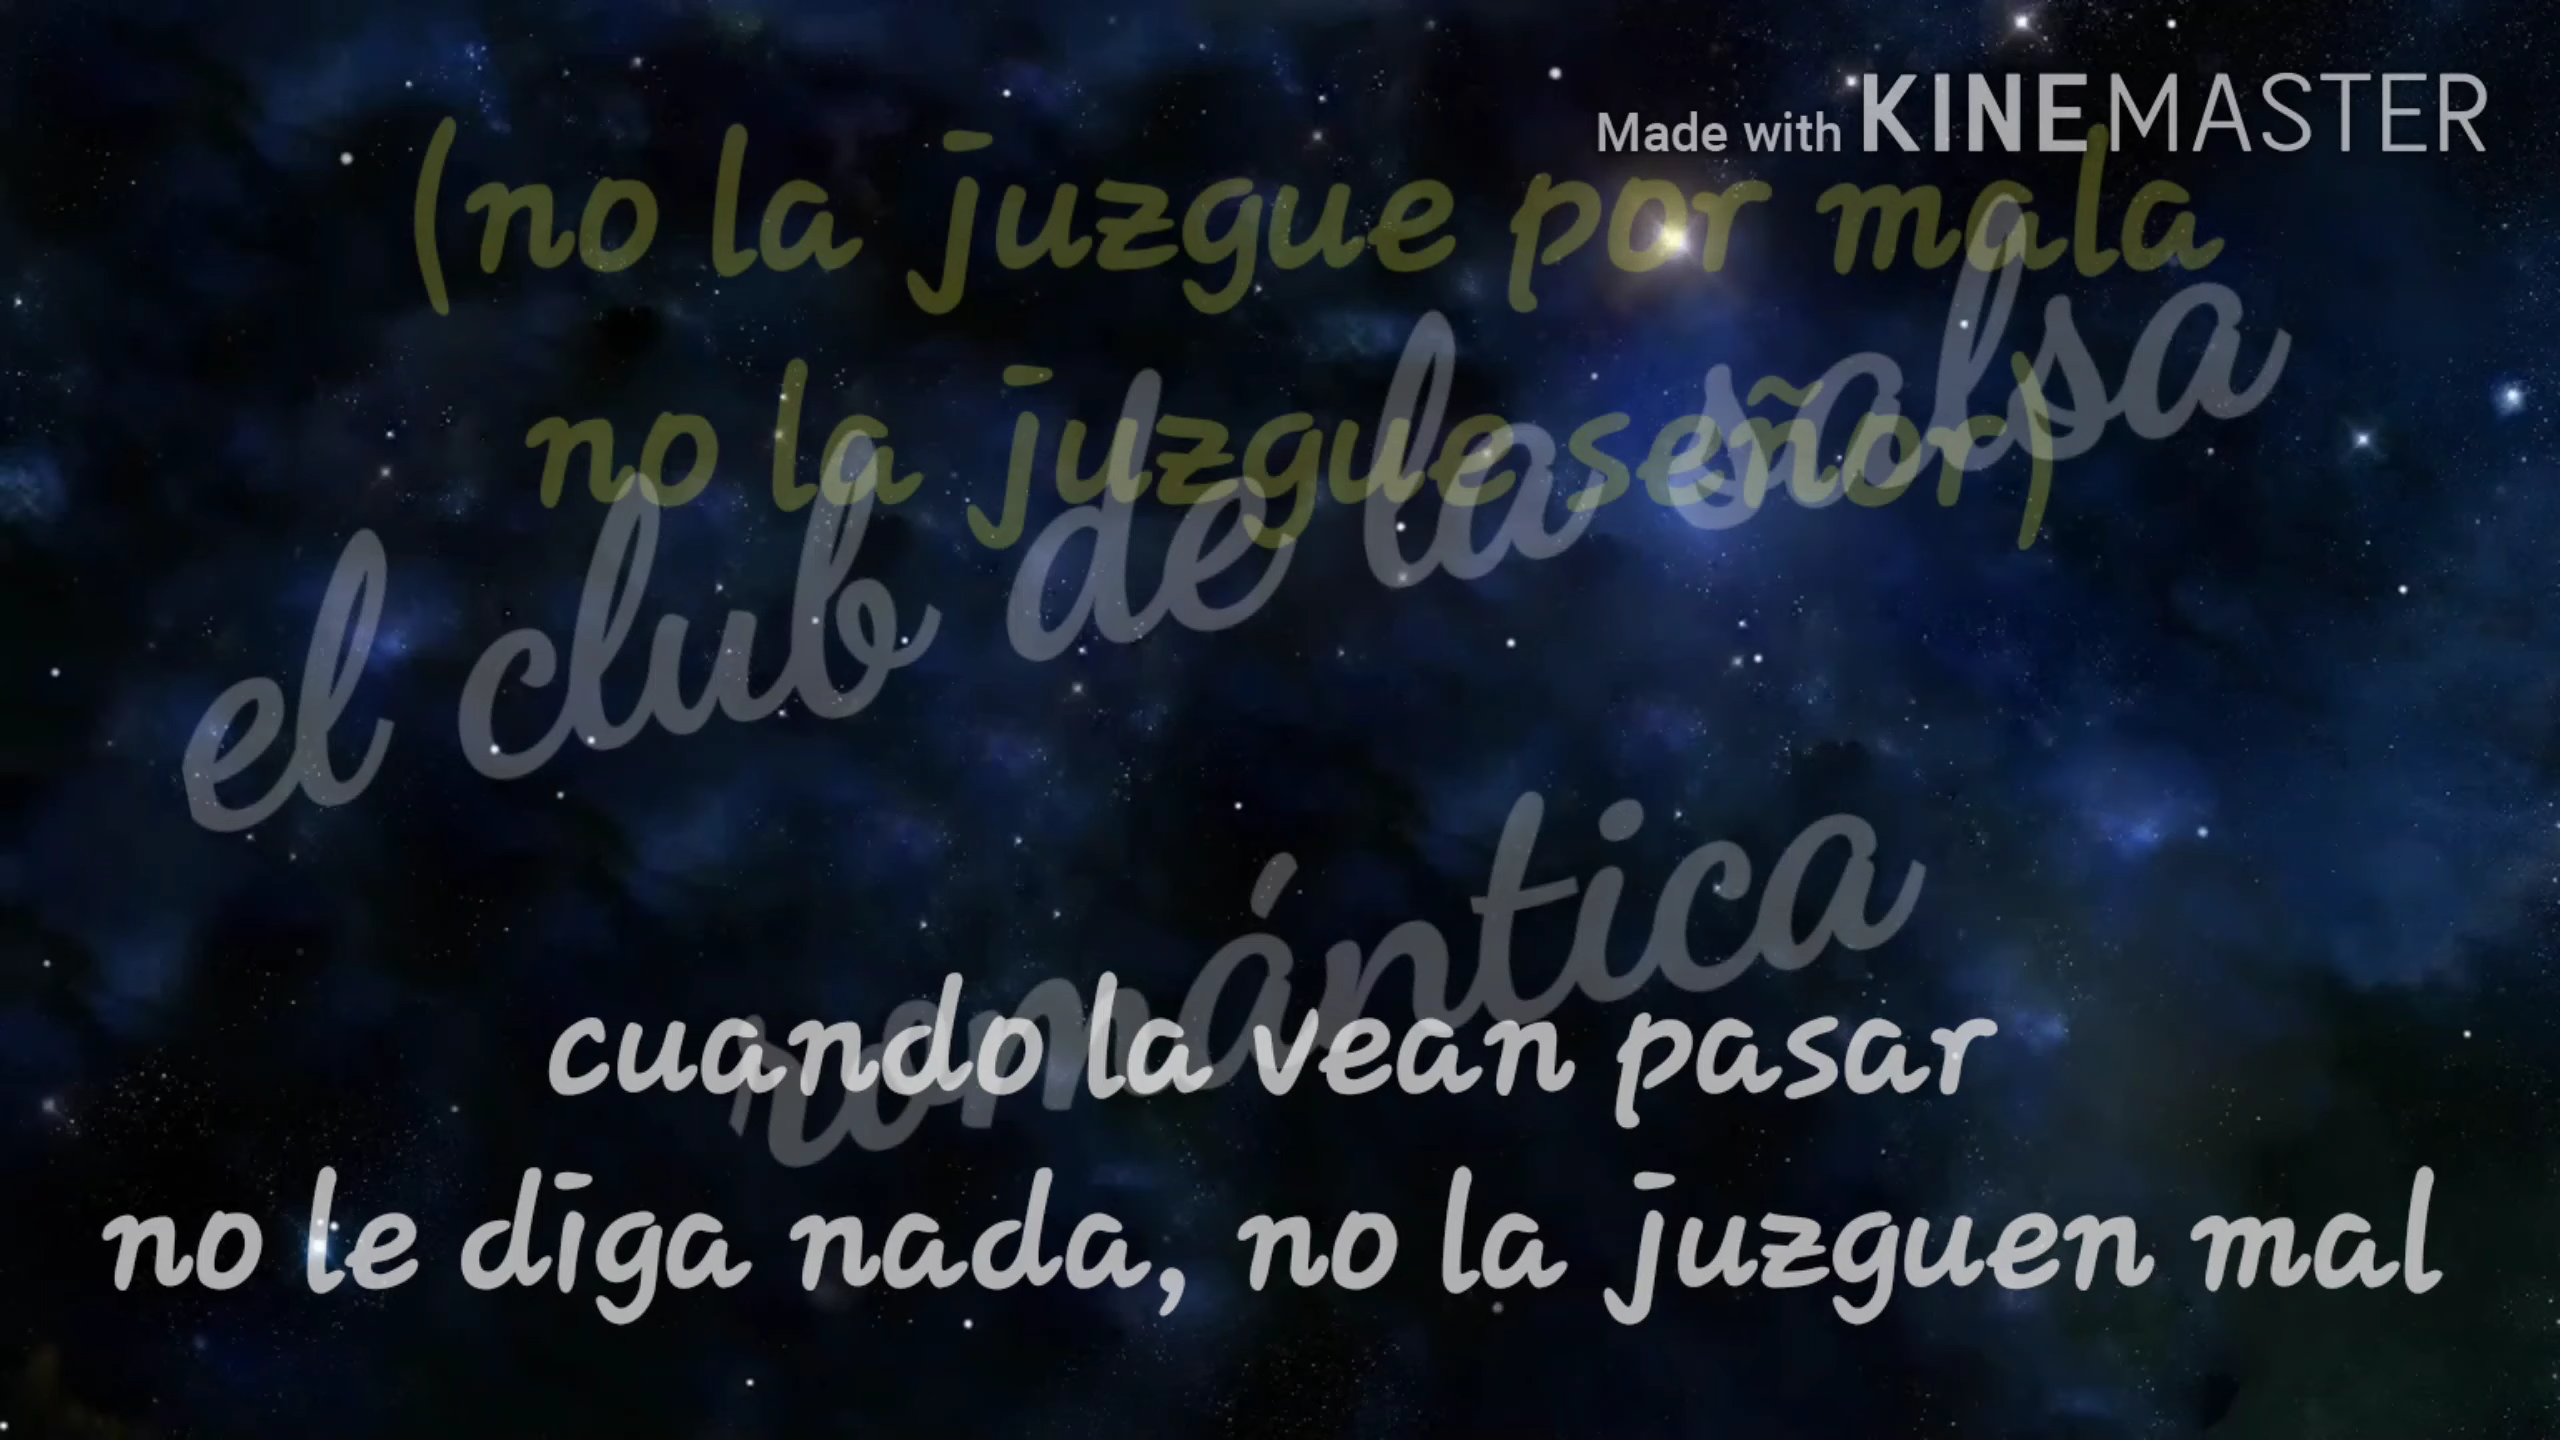 Made with KINEMASTER
(no la juzgue por mala
no la juzgue señor)
el club de la salsa
romántica
cuando la vean pasar
no le diga nada, no la juzguen mal